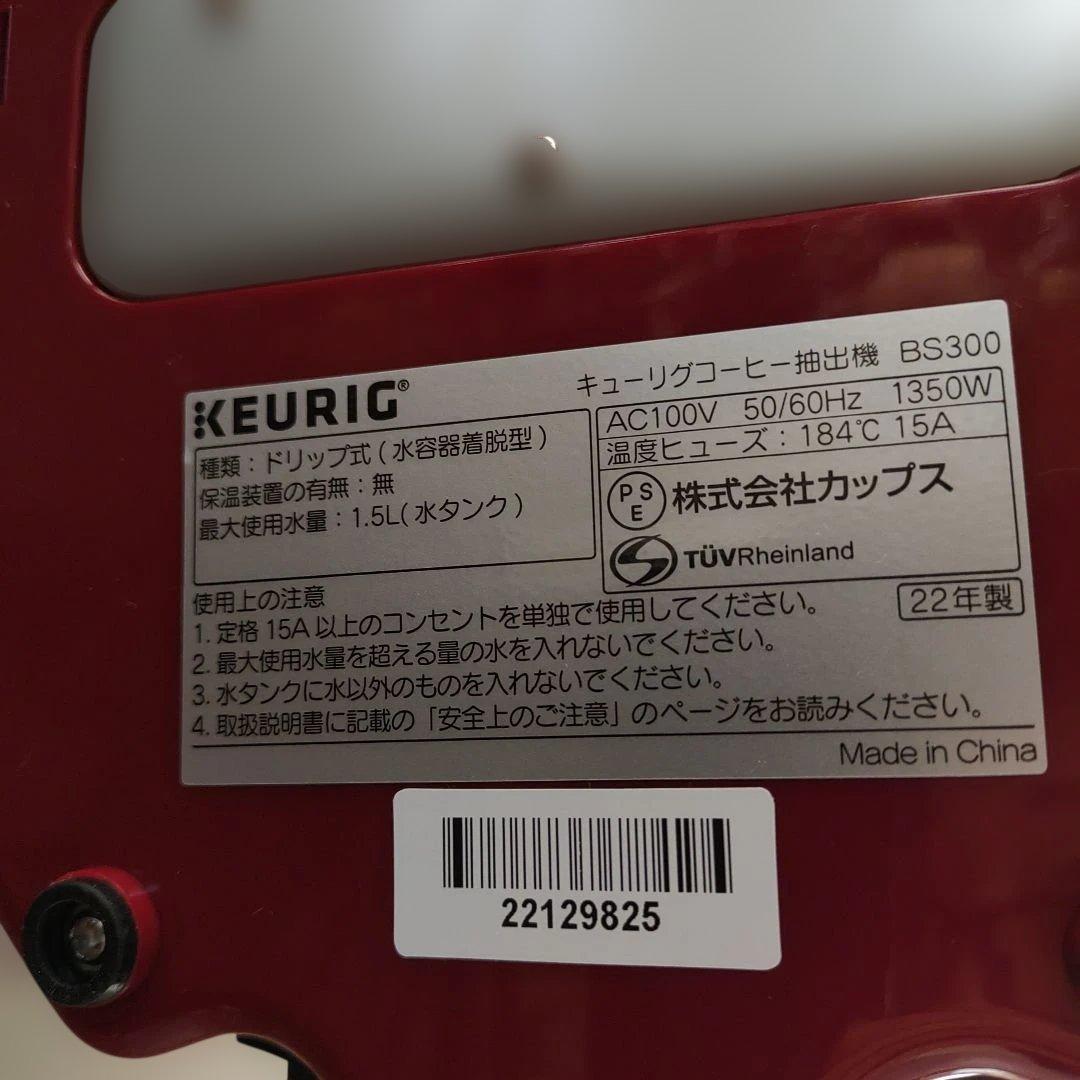 KEURIG®
キューリグコーヒー抽出機 BS300
種類：ドリップ式（水容器着脱型）
保温装置の有無：無
最大使用水量：1.5L（水タンク）
AC100V 50/60Hz 1350W
温度ヒューズ：184℃ 15A
PSE 株式会社カップス
TÜVRheinland
22年製
使用上の注意
1. 定格15A以上のコンセントを単独で使用してください。
2. 最大使用水量を超える量の水を入れないでください。
3. 水タンクに水以外のものを入れないでください。
4. 取扱説明書に記載の「安全上のご注意」のページをお読みください。
Made in China
22129825